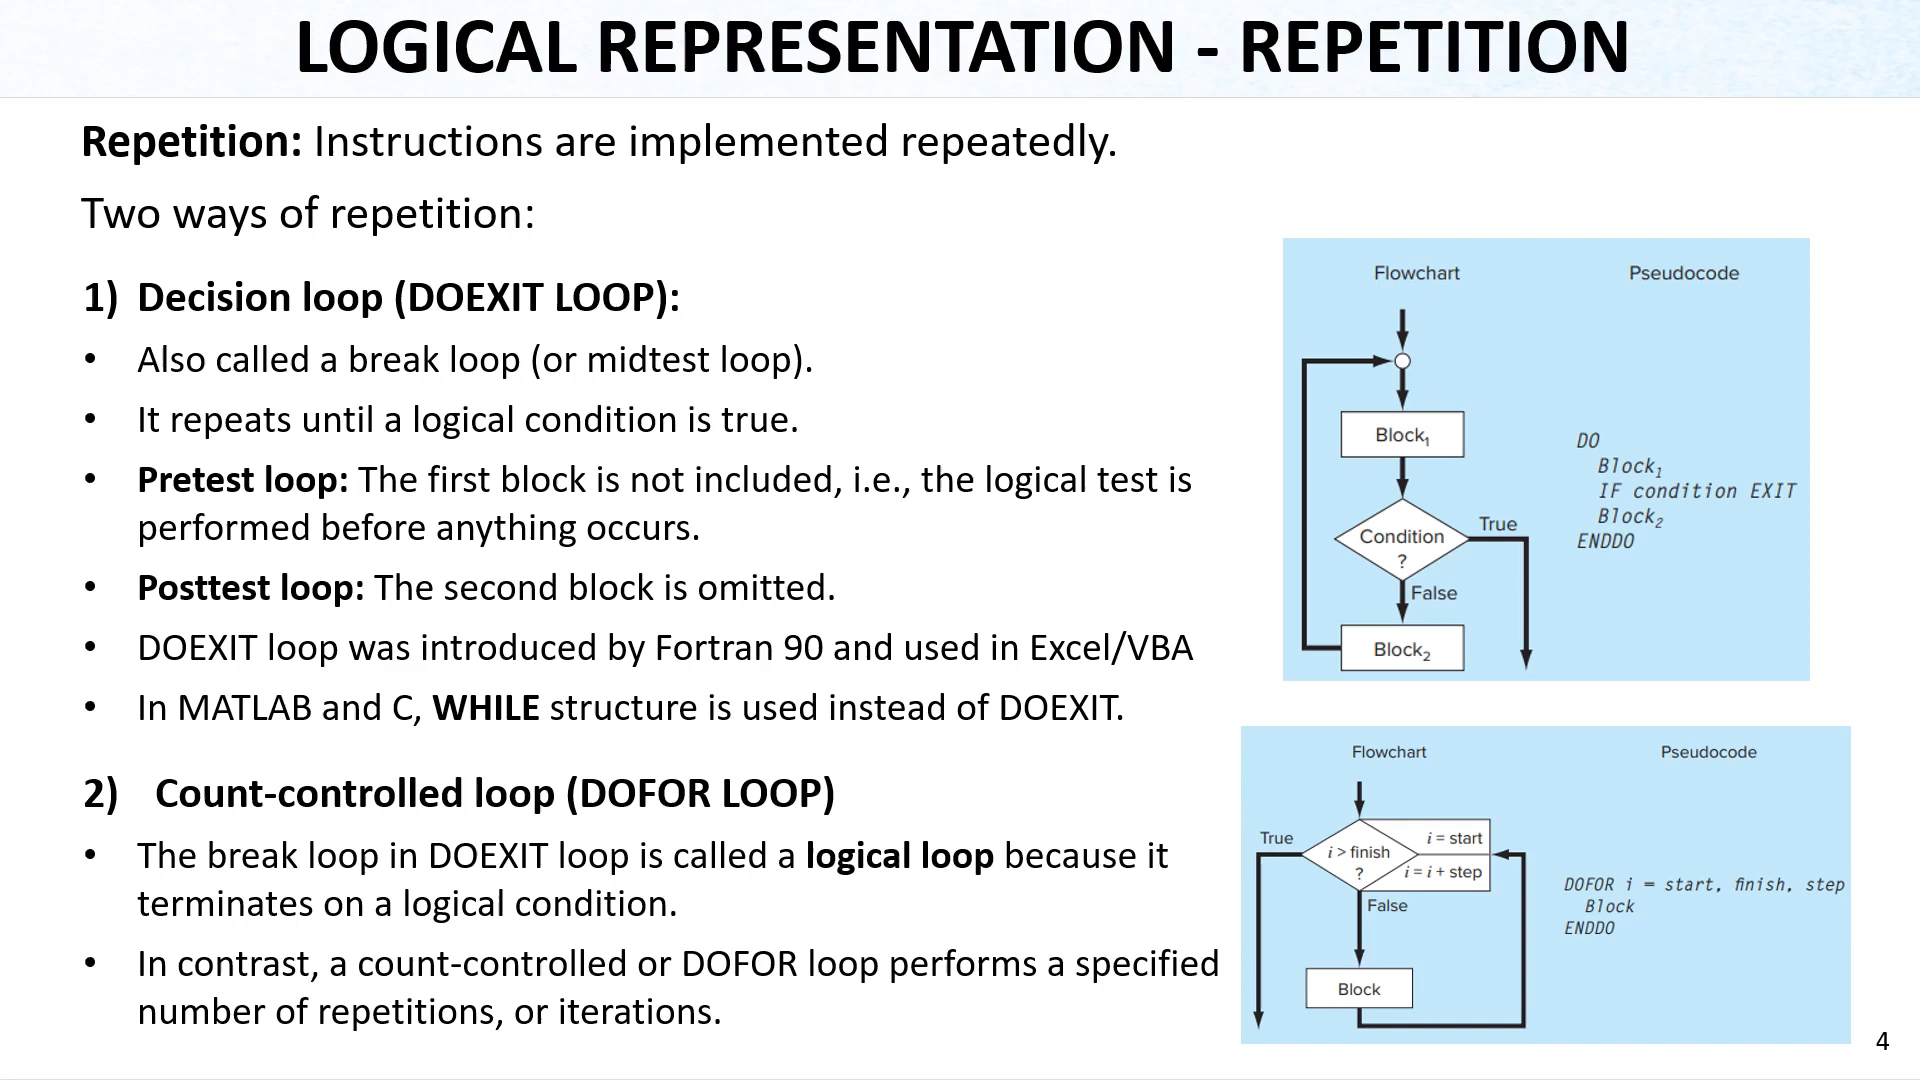 LOGICAL REPRESENTATION - REPETITION
Repetition: Instructions are implemented repeatedly.
Two ways of repetition:
1) Decision loop (DOEXIT LOOP):
• Also called a break loop (or midtest loop).
• It repeats until a logical condition is true.
• Pretest loop: The first block is not included, i.e., the logical test is
performed before anything occurs.
• Posttest loop: The second block is omitted.
• DOEXIT loop was introduced by Fortran 90 and used in Excel/VBA
• In MATLAB and C, WHILE structure is used instead of DOEXIT.
2) Count-controlled loop (DOFOR LOOP)
• The break loop in DOEXIT loop is called a logical loop because it
terminates on a logical condition.
• In contrast, a count-controlled or DOFOR loop performs a specified
number of repetitions, or iterations.
Flowchart
Block₁
Condition
?
True
False
Block₂
Pseudocode
DO
Block₁
IF condition EXIT
Block₂
ENDDO
Flowchart
True
i > finish
?
i = start
i = i + step
False
Block
Pseudocode
DOFOR i = start, finish, step
Block
ENDDO
4